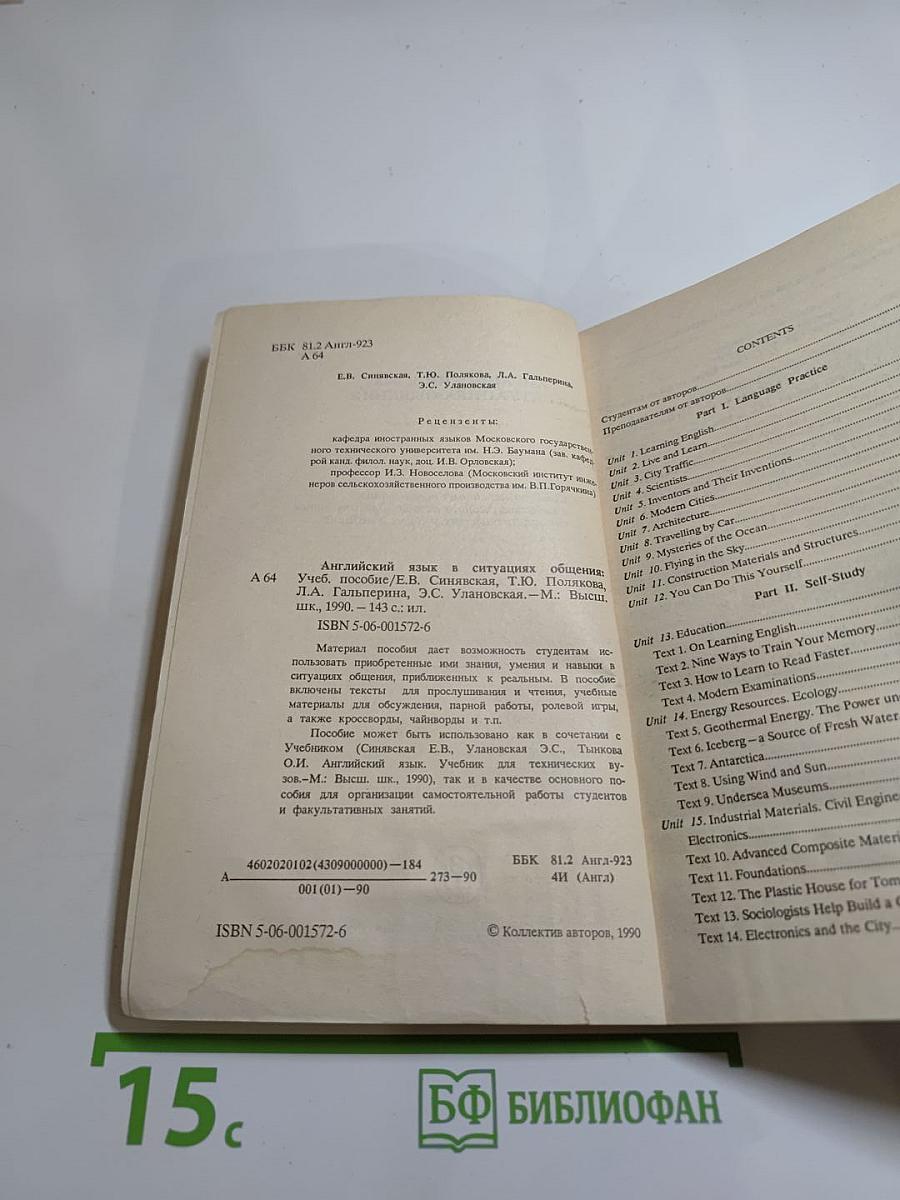 ББК 81.2 Англ-923
А 64
Е.В. Синявская, Т.Ю. Полякова, Л.А. Гальперина,
Э.С. Улановская
Рецензенты:
кафедра иностранных языков Московского государствен-
ного технического университета им. Н.Э. Баумана (зав. кафед-
рой канд. филол. наук, доц. И.В. Орловская);
профессор И.З. Новоселова (Московский институт инже-
неров сельскохозяйственного производства им. В.П.Горячкина)
Английский язык в ситуациях общения:
А 64 Учеб. пособие/Е.В. Синявская, Т.Ю. Полякова,
Л.А. Гальперина, Э.С. Улановская.—М.: Высш.
шк., 1990. — 143 с.: ил.
ISBN 5-06-001572-6
Материал пособия дает возможность студентам ис-
пользовать приобретенные ими знания, умения и навыки в
ситуациях общения, приближенных к реальным. В пособие
включены тексты для прослушивания и чтения, учебные
материалы для обсуждения, парной работы, ролевой игры,
а также кроссворды, чайнворды и т.п.
Пособие может быть использовано как в сочетании с
Учебником (Синявская Е.В., Улановская Э.С., Тынкова
О.И. Английский язык. Учебник для технических ву-
зов.—М.: Высш. шк., 1990), так и в качестве основного по-
собия для организации самостоятельной работы студентов
и факультативных занятий.
4602020102(4309000000)—184
А 273—90
001(01)—90
ББК 81.2 Англ-923
4И (Англ)
ISBN 5-06-001572-6
© Коллектив авторов, 1990
CONTENTS
Студентам от авторов
Преподавателям от авторов
Part I. Language Practice
Unit 1. Learning English
Unit 2. Live and Learn
Unit 3. City Traffic
Unit 4. Scientists
Unit 5. Inventors and Their Inventions
Unit 6. Modern Cities
Unit 7. Architecture
Unit 8. Travelling by Car
Unit 9. Mysteries of the Ocean
Unit 10. Flying in the Sky
Unit 11. Construction Materials and Structures
Unit 12. You Can Do This Yourself
Part II. Self-Study
Unit 13. Education
Text 1. On Learning English
Text 2. Nine Ways to Train Your Memory
Text 3. How to Learn to Read Faster
Text 4. Modern Examinations
Unit 14. Energy Resources. Ecology
Text 5. Geothermal Energy. The Power un
Text 6. Iceberg—a Source of Fresh Water
Text 7. Antarctica
Text 8. Using Wind and Sun
Text 9. Undersea Museums
Unit 15. Industrial Materials. Civil Engine
Electronics
Text 10. Advanced Composite Materi
Text 11. Foundations
Text 12. The Plastic House for Tom
Text 13. Sociologists Help Build a
Text 14. Electronics and the City
15 с
БФ БИБЛИОФАН